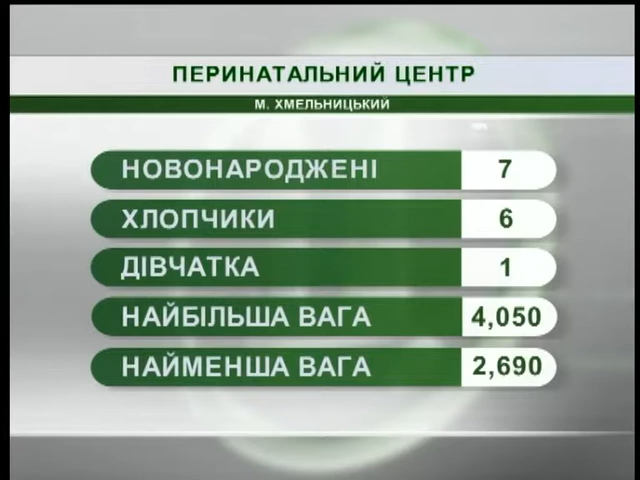 ПЕРИНАТАЛЬНИЙ ЦЕНТР
М. ХМЕЛЬНИЦЬКИЙ
НОВОНАРОДЖЕНІ 7
ХЛОПЧИКИ 6
ДІВЧАТКА 1
НАЙБІЛЬША ВАГА 4,050
НАЙМЕНША ВАГА 2,690